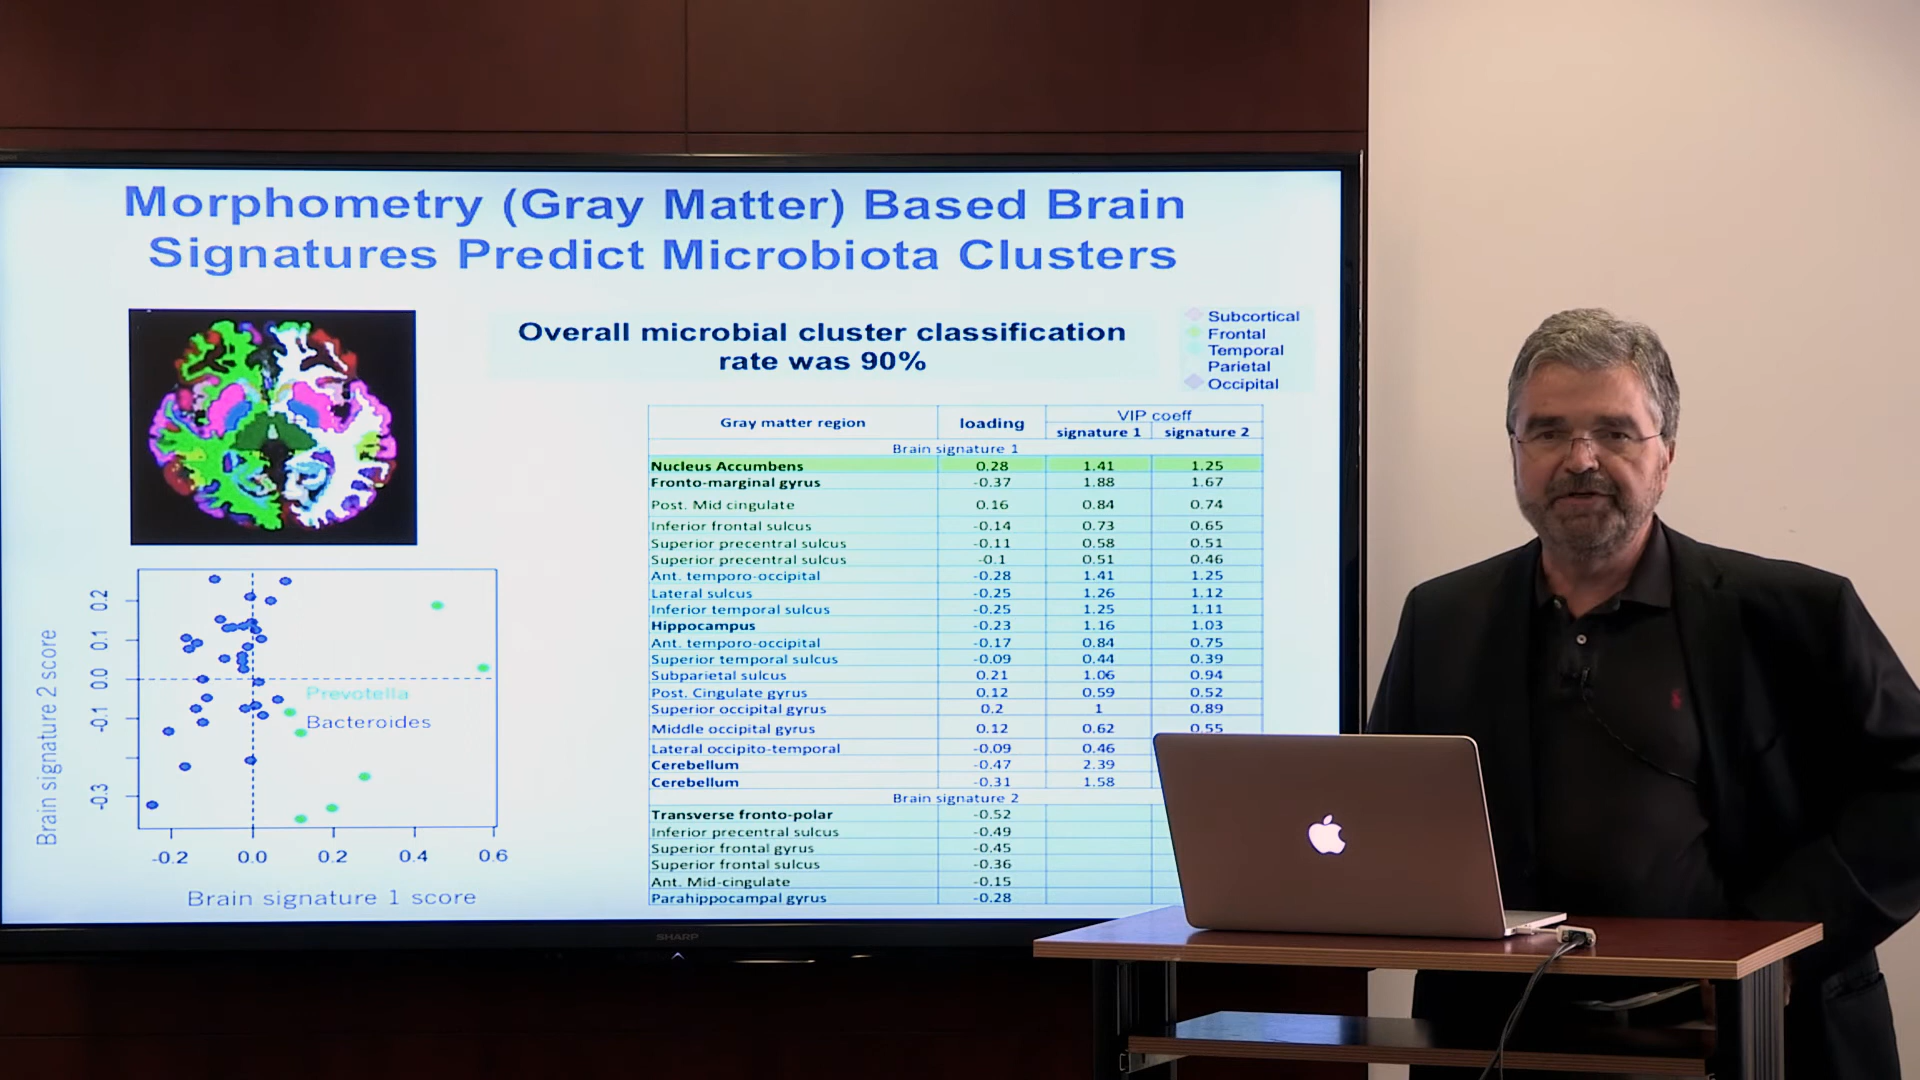 Morphometry (Gray Matter) Based Brain
Signatures Predict Microbiota Clusters
Overall microbial cluster classification
rate was 90%
Subcortical
Frontal
Temporal
Parietal
Occipital
Gray matter region loading VIP coeff
signature 1 signature 2
Brain signature 1
Nucleus Accumbens 0.28 1.41 1.25
Fronto-marginal gyrus -0.37 1.88 1.67
Post. Mid cingulate 0.16 0.84 0.74
Inferior frontal sulcus -0.14 0.73 0.65
Superior precentral sulcus -0.11 0.58 0.51
Superior precentral sulcus -0.1 0.51 0.46
Ant. temporo-occipital -0.28 1.41 1.25
Lateral sulcus -0.25 1.26 1.12
Inferior temporal sulcus -0.25 1.25 1.11
Hippocampus -0.23 1.16 1.03
Ant. temporo-occipital -0.17 0.84 0.75
Superior temporal sulcus -0.09 0.44 0.39
Subparietal sulcus 0.21 1.06 0.94
Post. Cingulate gyrus 0.12 0.59 0.52
Superior occipital gyrus 0.2 1 0.89
Middle occipital gyrus 0.12 0.62 0.55
Lateral occipito-temporal -0.09 0.46
Cerebellum -0.47 2.39
Cerebellum -0.31 1.58
Brain signature 2
Transverse fronto-polar -0.52
Inferior precentral sulcus -0.49
Superior frontal gyrus -0.45
Superior frontal sulcus -0.36
Ant. Mid-cingulate -0.15
Parahippocampal gyrus -0.28
Brain signature 2 score
0.2
0.1
0.0
-0.1
-0.3
Prevotella
Bacteroides
-0.2 0.0 0.2 0.4 0.6
Brain signature 1 score
SHARP